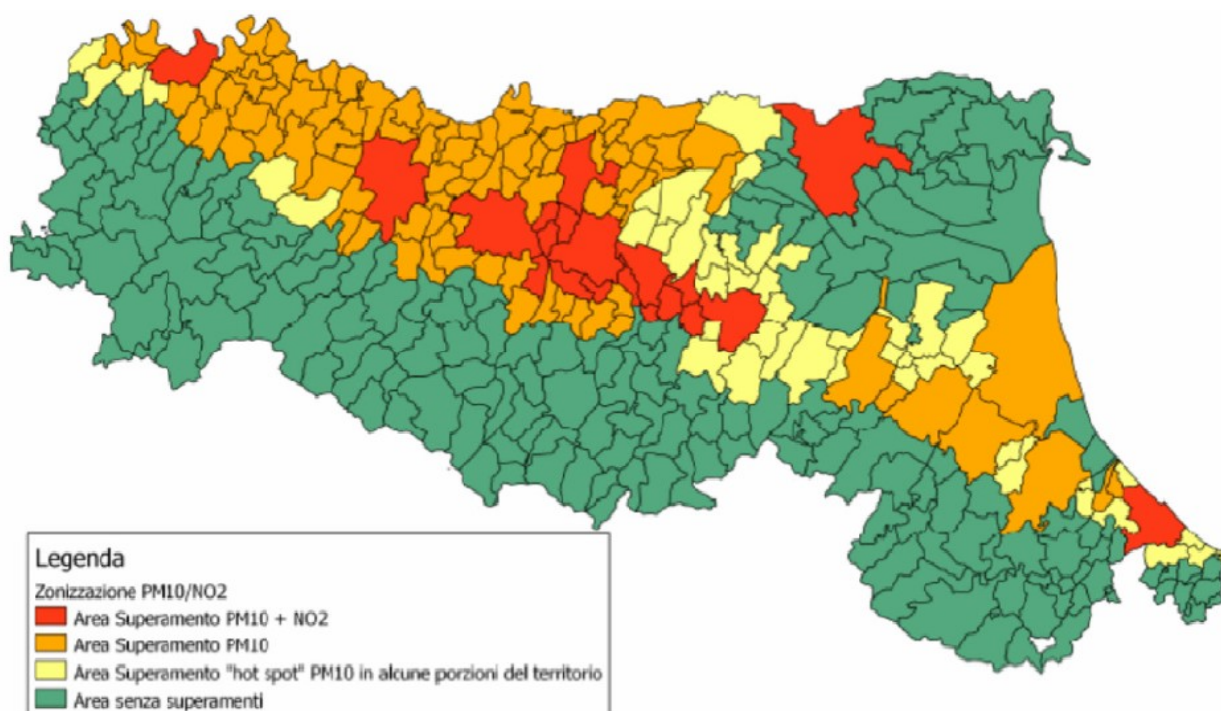 Legenda
Zonizzazione PM10/NO2
Area Superamento PM10 + NO2
Area Superamento PM10
Area Superamento "hot spot" PM10 in alcune porzioni del territorio
Area senza superamenti